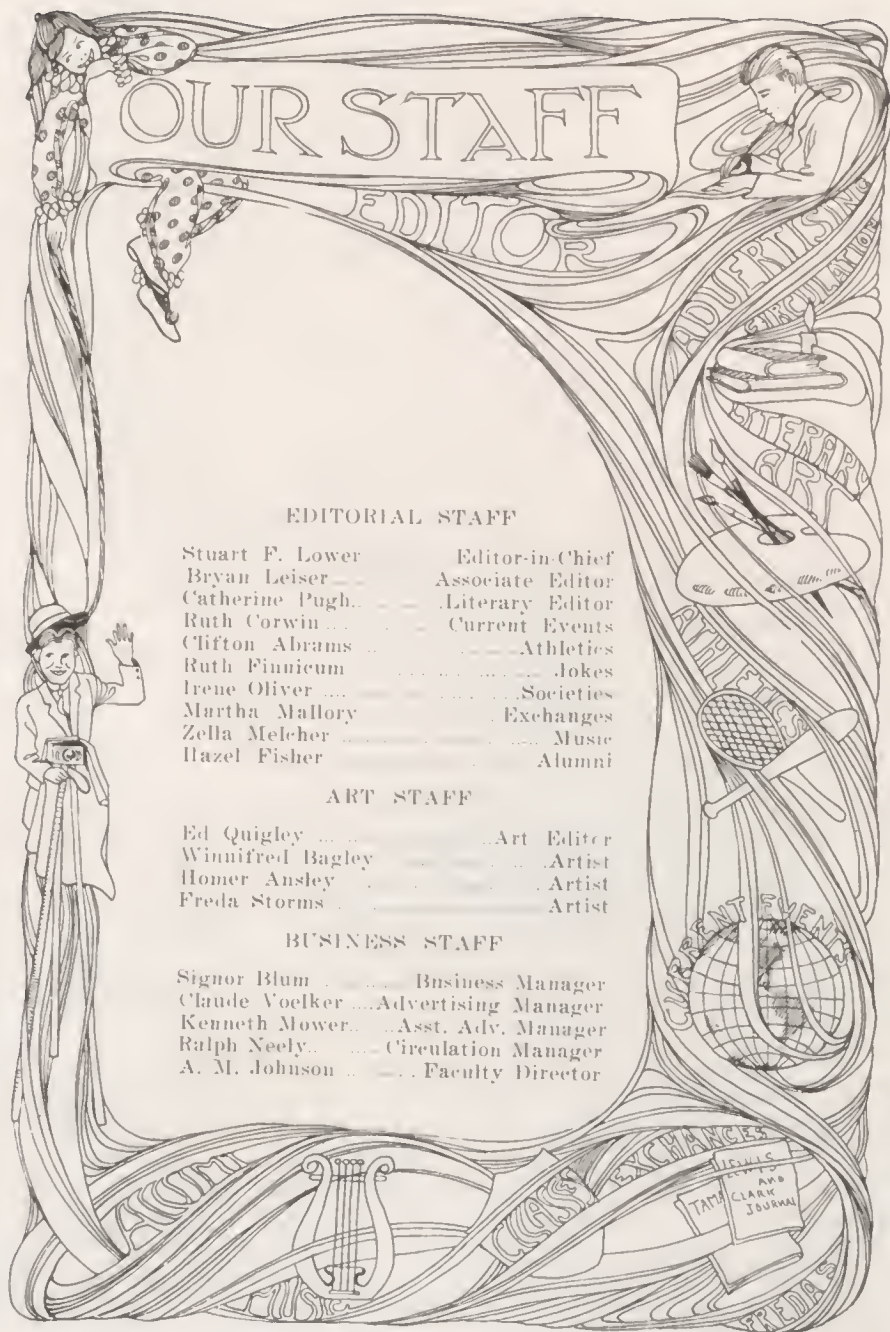 OUR STAFF
EDITOR
ADVERTISING
CIRCULATION
LITERARY
ART
ATHLETICS
CURRENT EVENTS
EDITORIAL STAFF
Stuart F. Lower Editor-in-Chief
Bryan Leiser Associate Editor
Catherine Pugh.. .Literary Editor
Ruth Corwin... Current Events
Clifton Abrams .. Athletics
Ruth Finnicum ..... Jokes
Irene Oliver .... Societies
Martha Mallory . Exchanges
Zella Melcher ..... Music
Hazel Fisher . Alumni
ART STAFF
Ed Quigley ..... Art Editor
Winnifred Bagley ... Artist
Homer Ansley ... Artist
Freda Storms . Artist
BUSINESS STAFF
Signor Blum ..... Business Manager
Claude Voelker ....Advertising Manager
Kenneth Mower.. ..Asst. Adv. Manager
Ralph Neely.. ...Circulation Manager
A. M. Johnson .. .. Faculty Director
ALUMI
MUSIC
CLASS
EXCHANGES
TAMA
LEWIS
AND
CLARK
JOURNAL
FREDA S